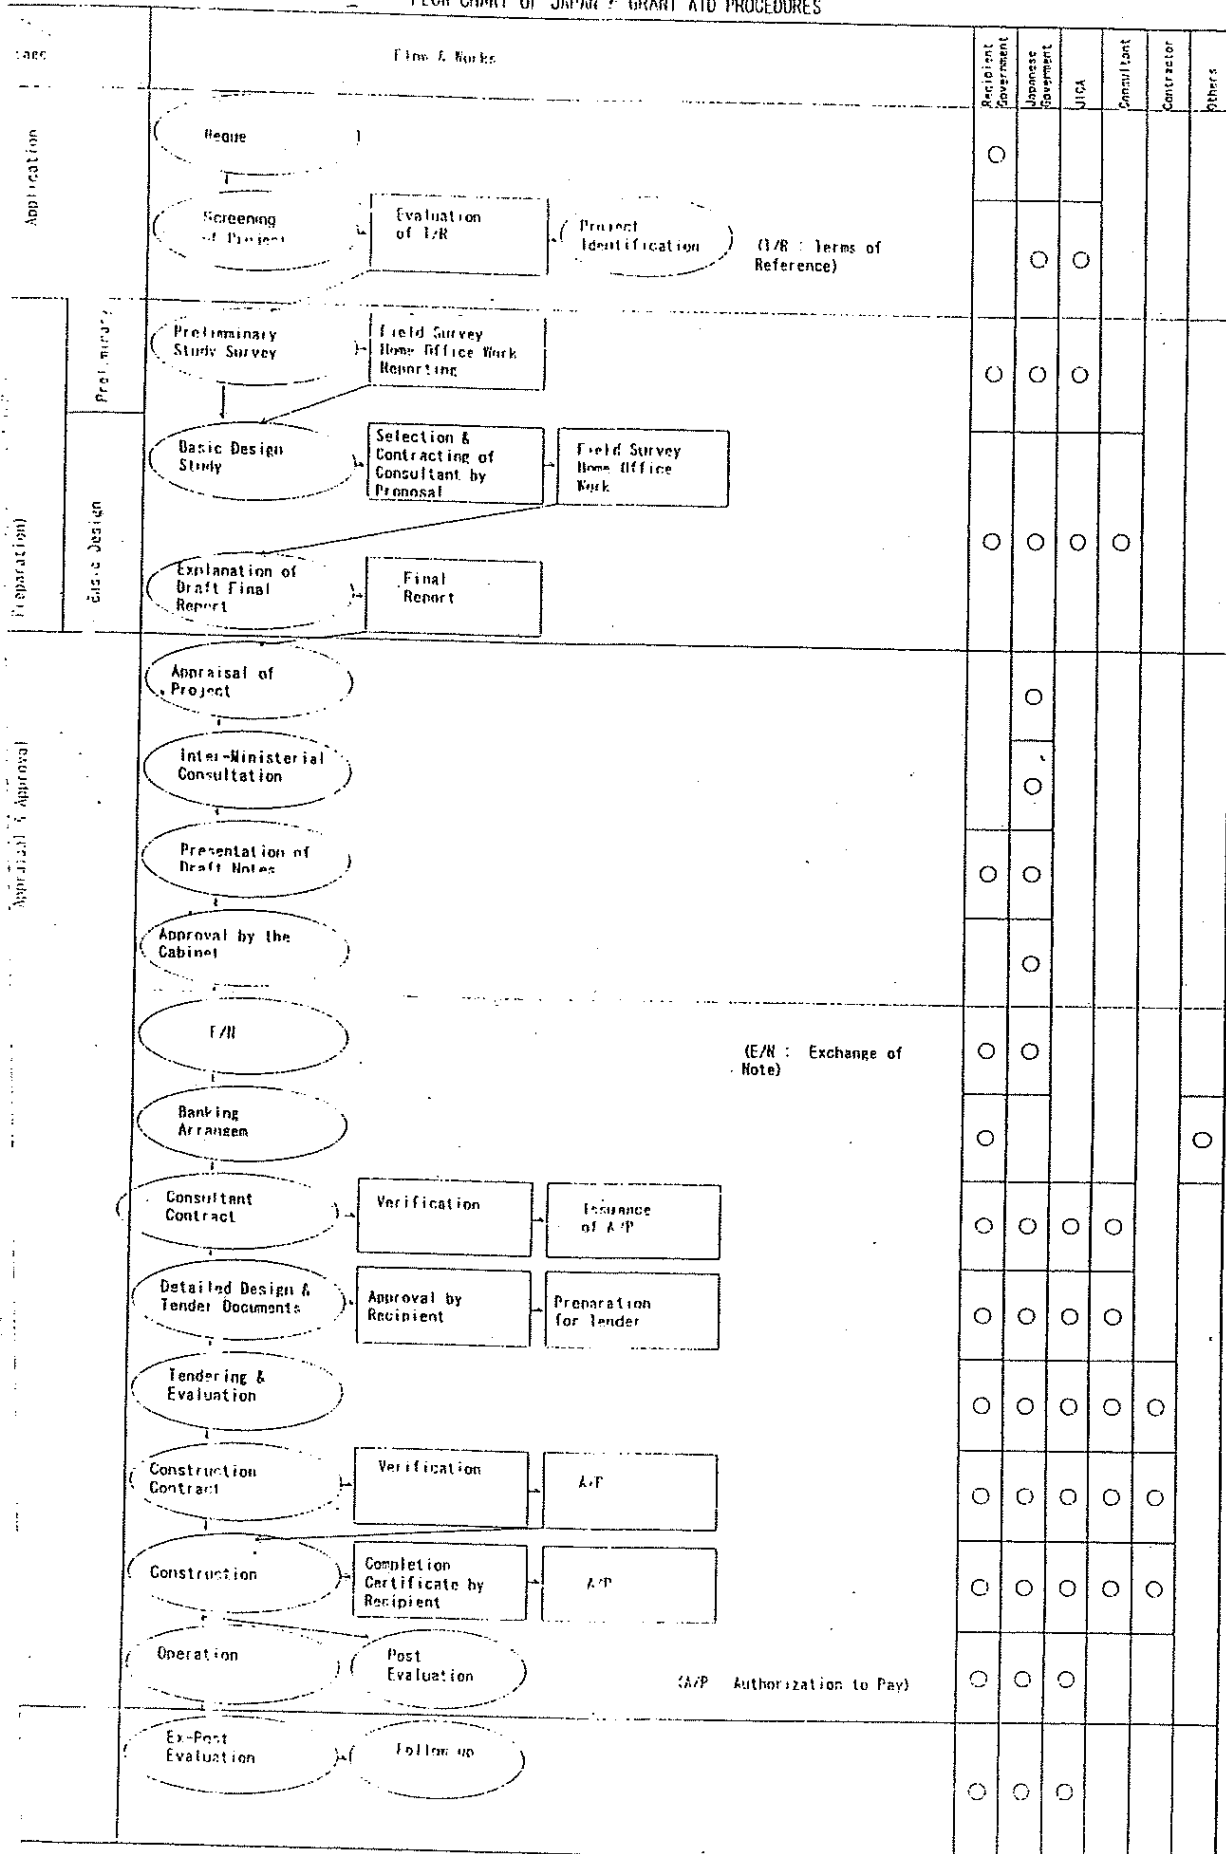 FLOW CHART OF JAPAN'S GRANT AID PROCEDURES
Flow & Works
Recipient
Government
Japanese
Goverment
JICA
Consultant
Contractor
Others
Application
Reque
Screening
of Project
Evaluation
of T/R
Project
Identification
(T/R : Terms of
Reference)
Preparation)
Preliminary
Preliminary
Study Survey
Field Survey
Home Office Work
Reporting
Basic Design
Basic Design
Study
Selection &
Contracting of
Consultant by
Proposal
Field Survey
Home Office
Work
Explanation of
Draft Final
Report
Final
Report
Appraisal & Approval
Appraisal of
Project
Inter-Ministerial
Consultation
Presentation of
Draft Notes
Approval by the
Cabinet
E/N
(E/N : Exchange of
Note)
Banking
Arrangem
Consultant
Contract
Verification
Issuance
of A/P
Detailed Design &
Tender Documents
Approval by
Recipient
Preparation
for Tender
Tendering &
Evaluation
Construction
Contract
Verification
A/P
Construction
Completion
Certificate by
Recipient
A/P
Operation
Post
Evaluation
(A/P Authorization to Pay)
Ex-Post
Evaluation
Follow up